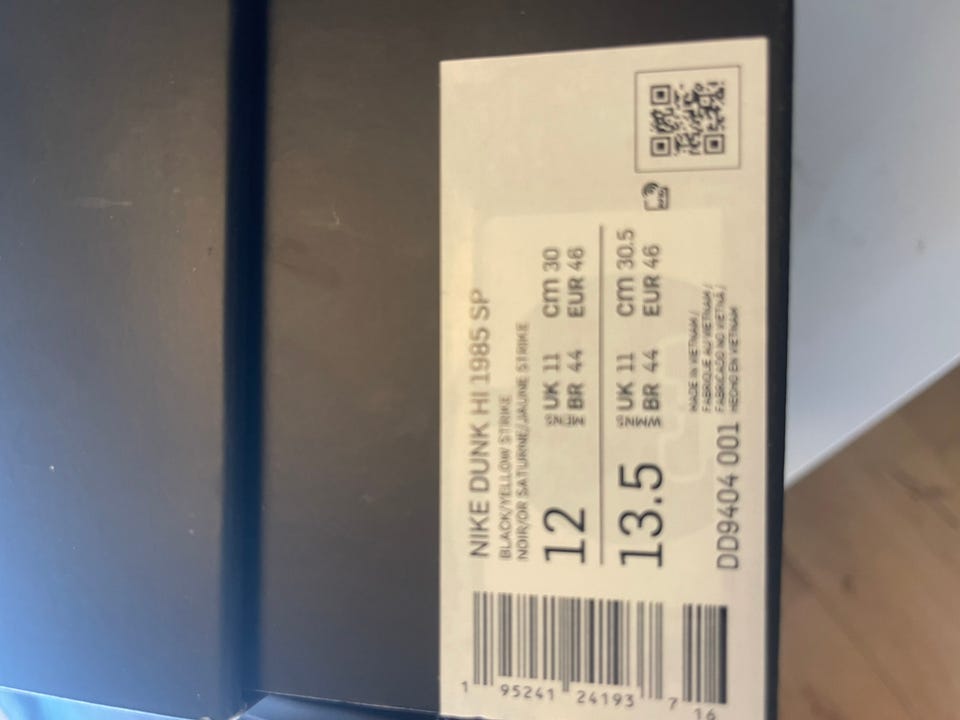 NIKE DUNK HI 1985 SP
BLACK/YELLOW STRIKE
NOIR/OR SATURNE/JAUNE STRIKE
12 MENS UK 11 cm 30
BR 44 EUR 46
13.5 WMNS UK 11 cm 30.5
BR 44 EUR 46
MADE IN VIETNAM /
FABRIQUE AU VIETNAM /
FABRICADO NO VIETNÃ /
HECHO EN VIETNAM
DD9404 001
1 95241 24193 7
16